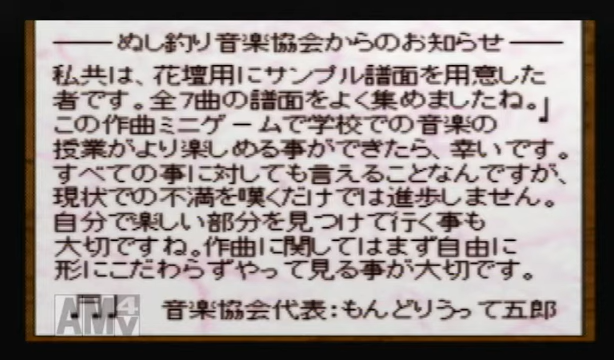 ぬし釣り音楽協会からのお知らせ
私共は、花壇用にサンプル譜面を用意した
者です。全7曲の譜面をよく集めましたね。」
この作曲ミニゲームで学校での音楽の
授業がより楽しめる事ができたら、幸いです。
すべての事に対しても言えることなんですが、
現状での不満を嘆くだけでは進歩しません。
自分で楽しい部分を見つけて行く事も
大切ですね。作曲に関してはまず自由に
形にこだわらずやって見る事が大切です。
音楽協会代表:もんどりうって五郎
AM4v